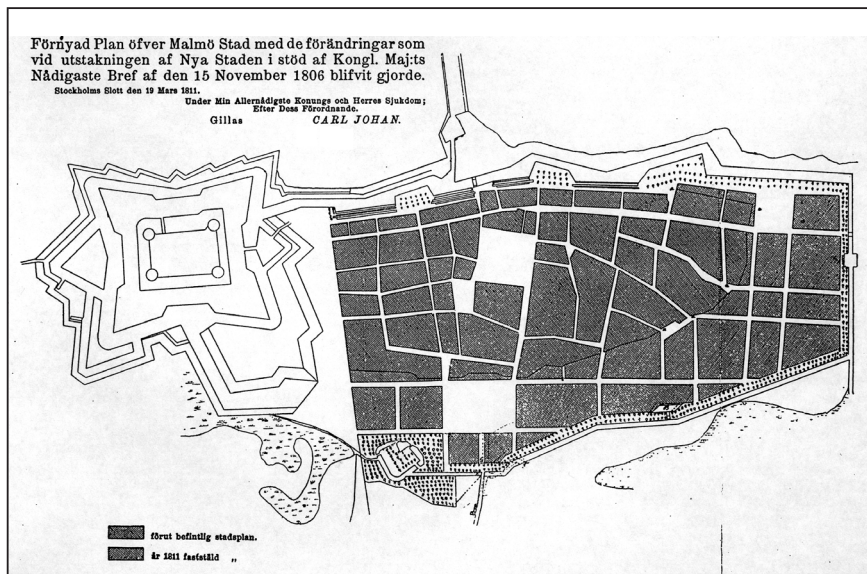 Förnyad Plan öfver Malmö Stad med de förändringar som
vid utstakningen af Nya Staden i stöd af Kongl. Maj:ts
Nådigaste Bref af den 15 November 1806 blifvit gjorde.
Stockholms Slott den 19 Mars 1811.
Under Min Allernådigste Konungs och Herres Sjukdom;
Efter Dess Förordnande.
Gillas CARL JOHAN.
förut befintlig stadsplan.
år 1811 fastställd „